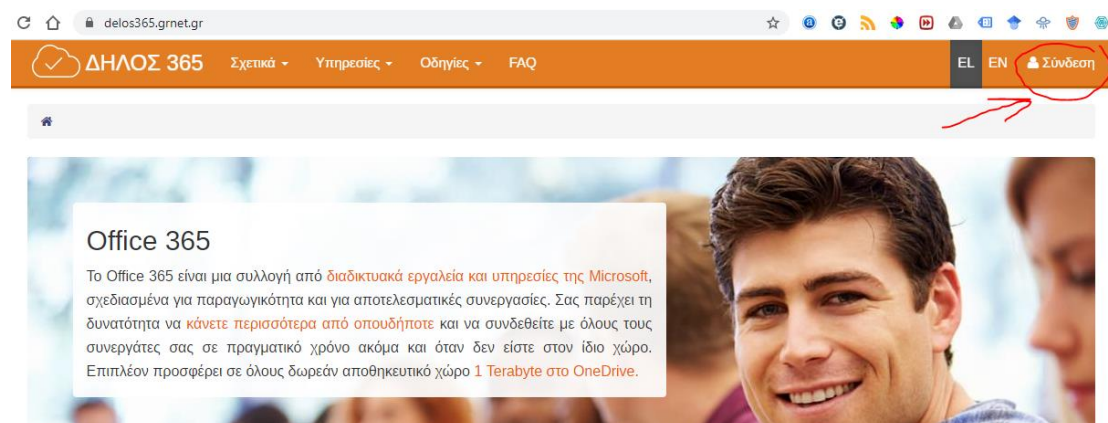 delos365.grnet.gr
ΔΗΛΟΣ 365 Σχετικά Υπηρεσίες Οδηγίες FAQ EL EN Σύνδεση
Office 365
Το Office 365 είναι μια συλλογή από διαδικτυακά εργαλεία και υπηρεσίες της Microsoft,
σχεδιασμένα για παραγωγικότητα και για αποτελεσματικές συνεργασίες. Σας παρέχει τη
δυνατότητα να κάνετε περισσότερα από οπουδήποτε και να συνδεθείτε με όλους τους
συνεργάτες σας σε πραγματικό χρόνο ακόμα και όταν δεν είστε στον ίδιο χώρο.
Επιπλέον προσφέρει σε όλους δωρεάν αποθηκευτικό χώρο 1 Terabyte στο OneDrive.